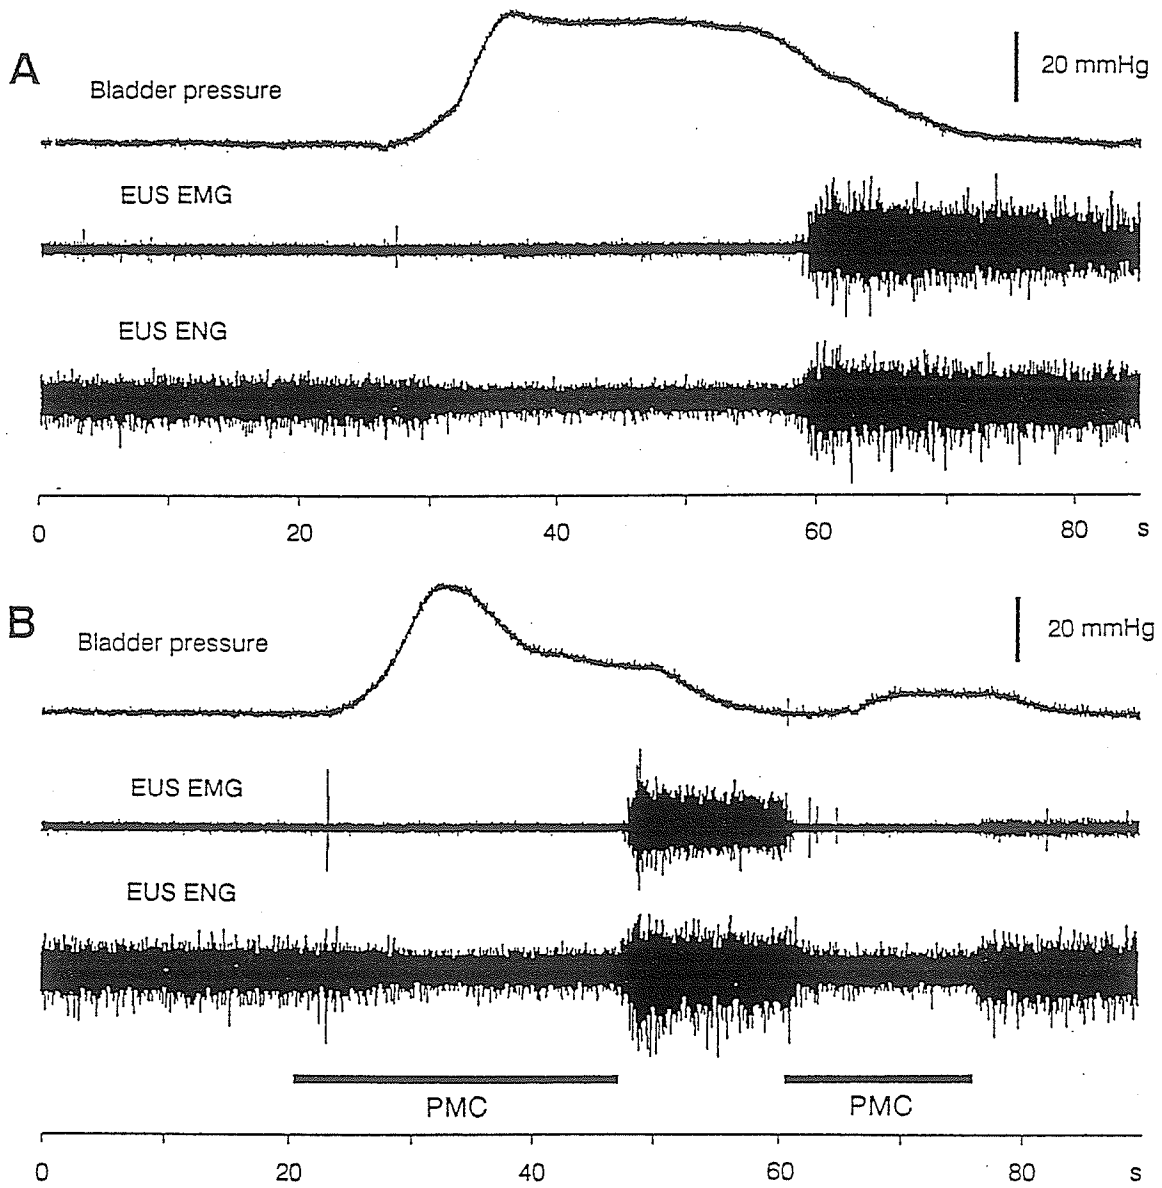 A
Bladder pressure
20 mmHg
EUS EMG
EUS ENG
0 20 40 60 80 s
B
Bladder pressure
20 mmHg
EUS EMG
EUS ENG
PMC PMC
0 20 40 60 80 s